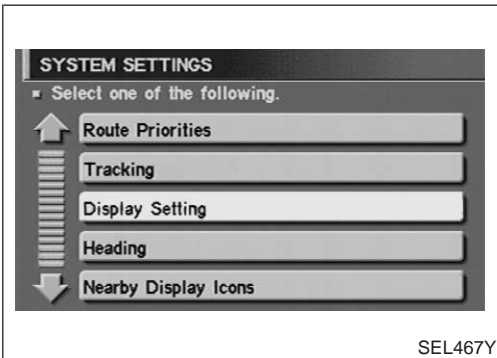 SYSTEM SETTINGS
Select one of the following.
Route Priorities
Tracking
Display Setting
Heading
Nearby Display Icons
SEL467Y